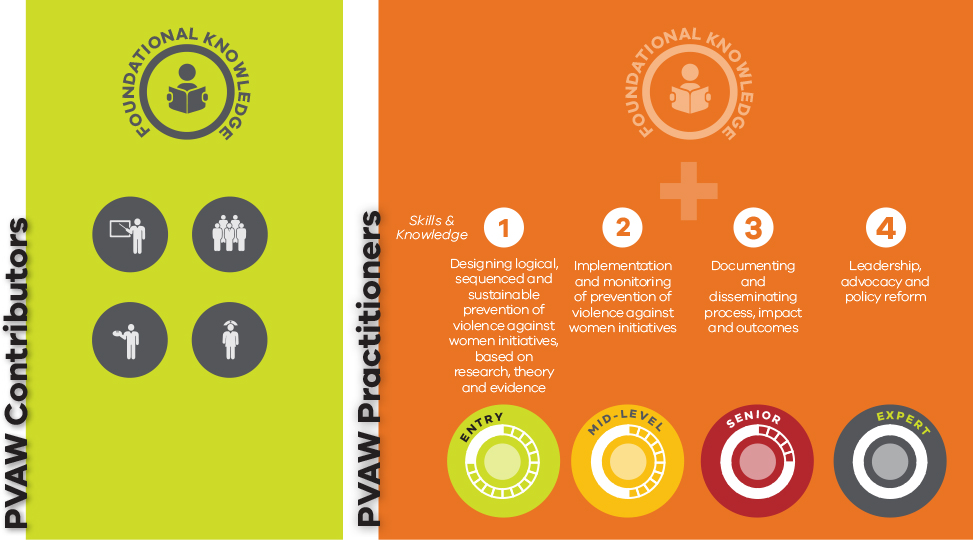 PVAW Contributors
FOUNDATIONAL KNOWLEDGE
PVAW Practitioners
FOUNDATIONAL KNOWLEDGE
Skills &
Knowledge
1
Designing logical,
sequenced and
sustainable
prevention of
violence against
women initiatives,
based on
research, theory
and evidence
2
Implementation
and monitoring
of prevention of
violence against
women initiatives
3
Documenting
and
disseminating
process, impact
and outcomes
4
Leadership,
advocacy and
policy reform
ENTRY
MID-LEVEL
SENIOR
EXPERT